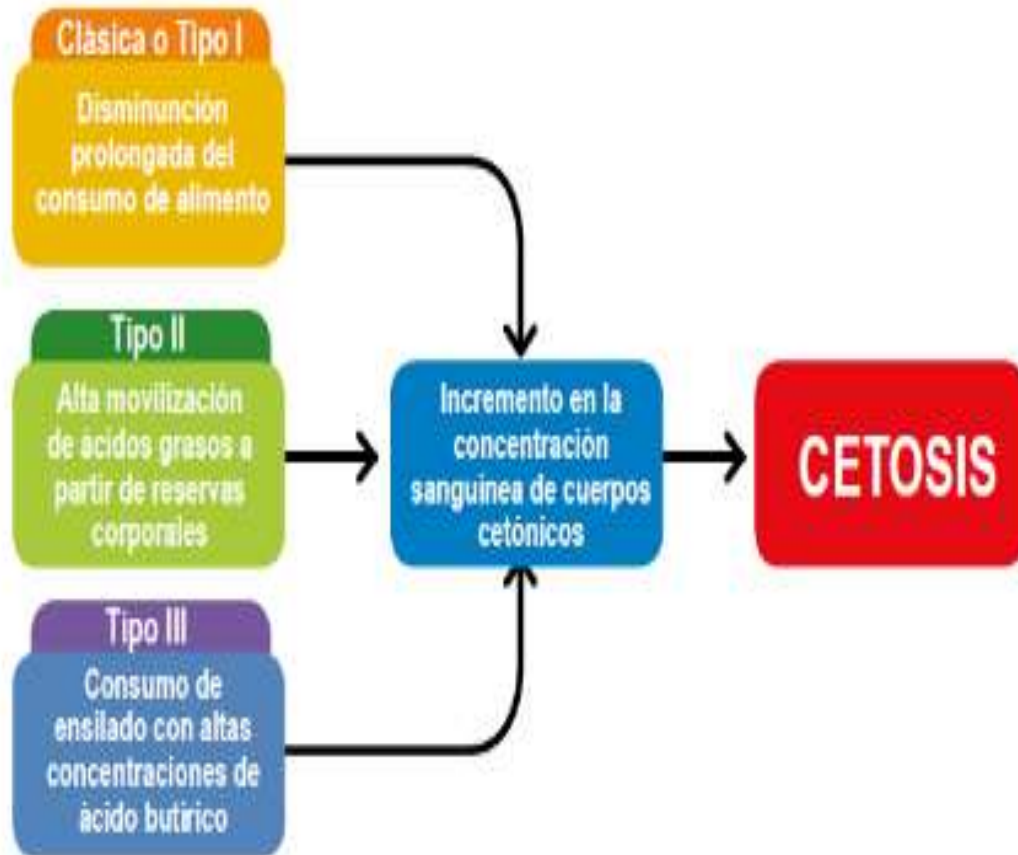 Clásica o Tipo I
Disminunción
prolongada del
consumo de alimento
Tipo II
Alta movilización
de ácidos grasos a
partir de reservas
corporales
Tipo III
Consumo de
ensilado con altas
concentraciones de
ácido butírico
Incremento en la
concentración
sanguínea de cuerpos
cetónicos
CETOSIS